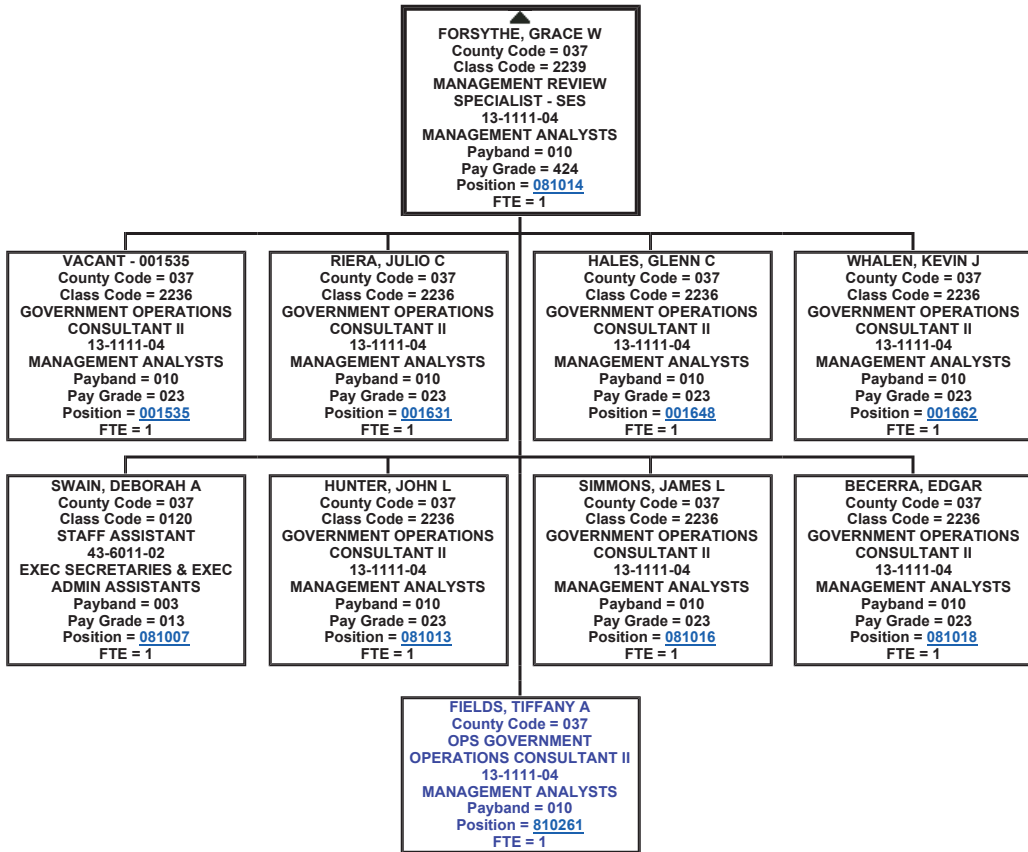 FORSYTHE, GRACE W
County Code = 037
Class Code = 2239
MANAGEMENT REVIEW
SPECIALIST - SES
13-1111-04
MANAGEMENT ANALYSTS
Payband = 010
Pay Grade = 424
Position = 081014
FTE = 1
VACANT - 001535
County Code = 037
Class Code = 2236
GOVERNMENT OPERATIONS
CONSULTANT II
13-1111-04
MANAGEMENT ANALYSTS
Payband = 010
Pay Grade = 023
Position = 001535
FTE = 1
RIERA, JULIO C
County Code = 037
Class Code = 2236
GOVERNMENT OPERATIONS
CONSULTANT II
13-1111-04
MANAGEMENT ANALYSTS
Payband = 010
Pay Grade = 023
Position = 001631
FTE = 1
HALES, GLENN C
County Code = 037
Class Code = 2236
GOVERNMENT OPERATIONS
CONSULTANT II
13-1111-04
MANAGEMENT ANALYSTS
Payband = 010
Pay Grade = 023
Position = 001648
FTE = 1
WHALEN, KEVIN J
County Code = 037
Class Code = 2236
GOVERNMENT OPERATIONS
CONSULTANT II
13-1111-04
MANAGEMENT ANALYSTS
Payband = 010
Pay Grade = 023
Position = 001662
FTE = 1
SWAIN, DEBORAH A
County Code = 037
Class Code = 0120
STAFF ASSISTANT
43-6011-02
EXEC SECRETARIES & EXEC
ADMIN ASSISTANTS
Payband = 003
Pay Grade = 013
Position = 081007
FTE = 1
HUNTER, JOHN L
County Code = 037
Class Code = 2236
GOVERNMENT OPERATIONS
CONSULTANT II
13-1111-04
MANAGEMENT ANALYSTS
Payband = 010
Pay Grade = 023
Position = 081013
FTE = 1
SIMMONS, JAMES L
County Code = 037
Class Code = 2236
GOVERNMENT OPERATIONS
CONSULTANT II
13-1111-04
MANAGEMENT ANALYSTS
Payband = 010
Pay Grade = 023
Position = 081016
FTE = 1
BECERRA, EDGAR
County Code = 037
Class Code = 2236
GOVERNMENT OPERATIONS
CONSULTANT II
13-1111-04
MANAGEMENT ANALYSTS
Payband = 010
Pay Grade = 023
Position = 081018
FTE = 1
FIELDS, TIFFANY A
County Code = 037
OPS GOVERNMENT
OPERATIONS CONSULTANT II
13-1111-04
MANAGEMENT ANALYSTS
Payband = 010
Position = 810261
FTE = 1